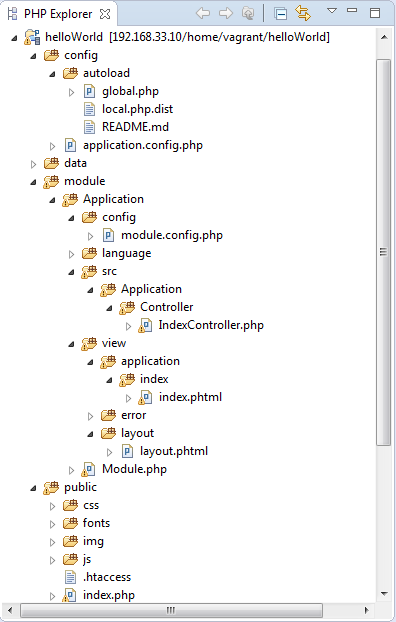 PHP Explorer
helloWorld [192.168.33.10/home/vagrant/helloWorld]
config
autoload
global.php
local.php.dist
README.md
application.config.php
data
module
Application
config
module.config.php
language
src
Application
Controller
IndexController.php
view
application
index
index.phtml
error
layout
layout.phtml
Module.php
public
css
fonts
img
js
.htaccess
index.php